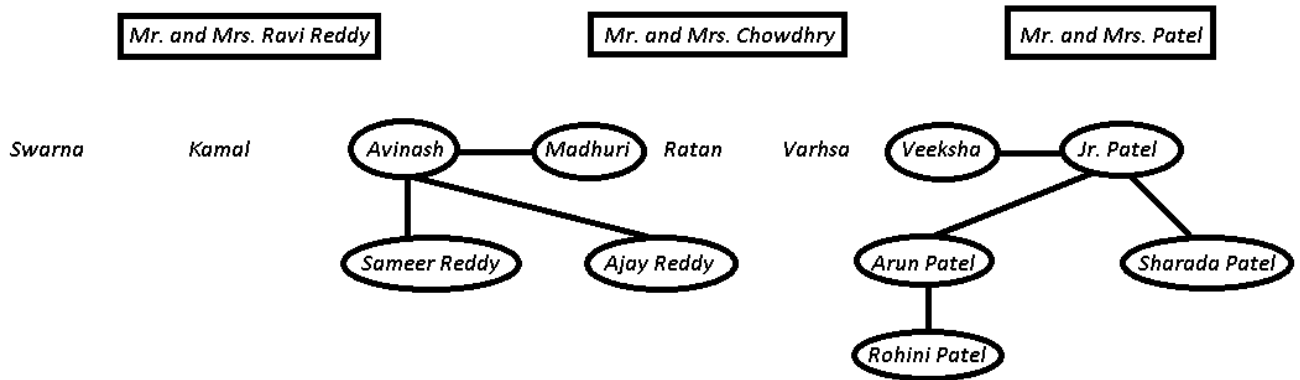 Mr. and Mrs. Ravi Reddy Mr. and Mrs. Chowdhry Mr. and Mrs. Patel
Swarna Kamal Avinash Madhuri Ratan Varhsa Veeksha Jr. Patel
Sameer Reddy Ajay Reddy Arun Patel Sharada Patel
Rohini Patel